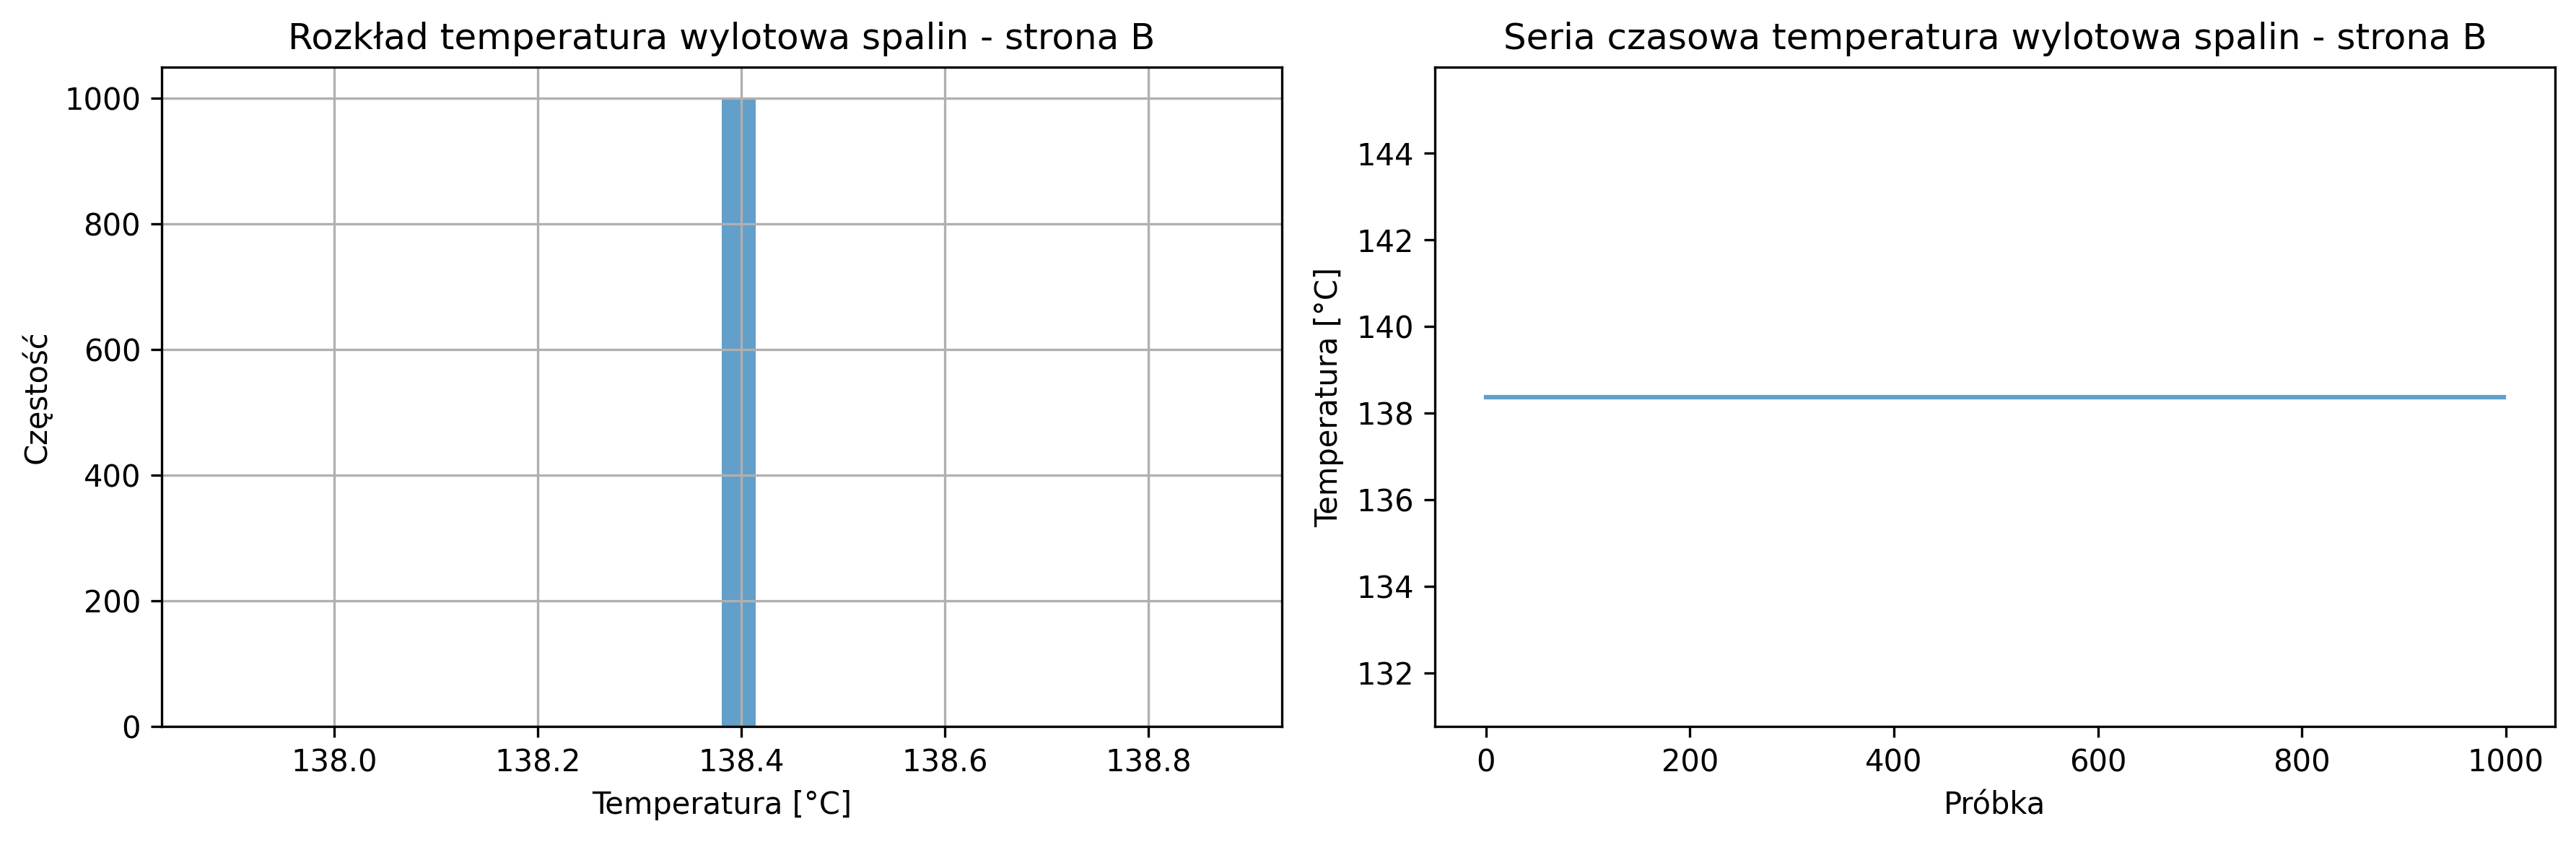 Rozkład temperatura wylotowa spalin - strona B
1000
800
600
400
200
0
Częstość
138.0 138.2 138.4 138.6 138.8
Temperatura [°C]
Seria czasowa temperatura wylotowa spalin - strona B
144
142
140
138
136
134
132
Temperatura [°C]
0 200 400 600 800 1000
Próbka